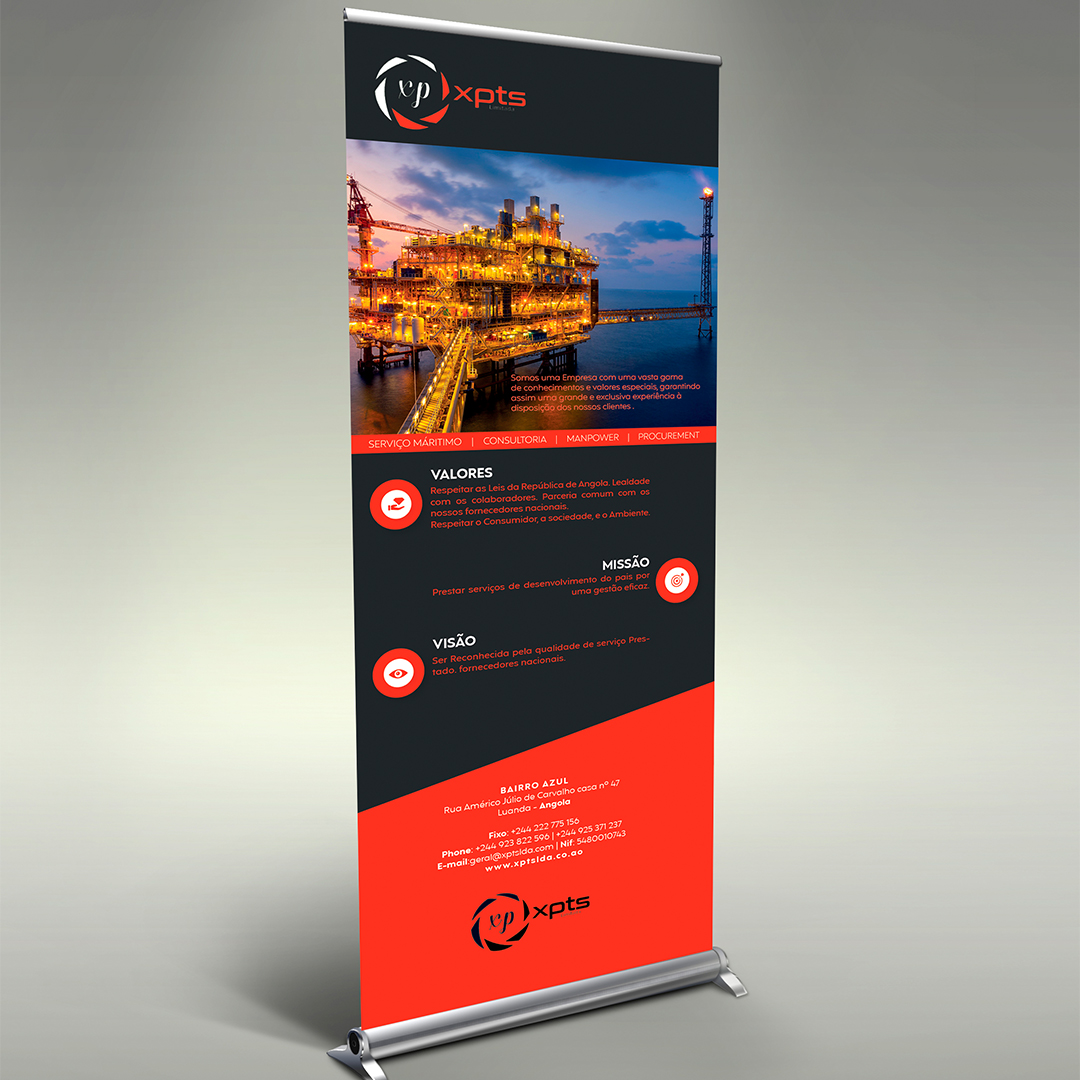 xp xpts
Somos uma Empresa com uma vasta gama
de conhecimentos e valores especiais, garantindo
assim uma grande e exclusiva experiência à
disposição dos nossos clientes .
SERVIÇO MÁRITIMO | CONSULTORIA | MANPOWER | PROCUREMENT
VALORES
Respeitar as Leis da República de Angola. Lealdade
com os colaboradores. Parceria comum com os
nossos fornecedores nacionais.
Respeitar o Consumidor, a sociedade, e o Ambiente.
MISSÃO
Prestar serviços de desenvolvimento do pais por
uma gestão eficaz.
VISÃO
Ser Reconhecida pela qualidade de serviço Pres-
tado. fornecedores nacionais.
BAIRRO AZUL
Rua Américo Júlio de Carvalho casa nº 47
Luanda - Angola
Fixo: +244 222 775 156
Phone: +244 923 822 596 | +244 925 371 237
E-mail:geral@xptslda.com | Nif: 5480010743
www.xptslda.co.ao
xp xpts